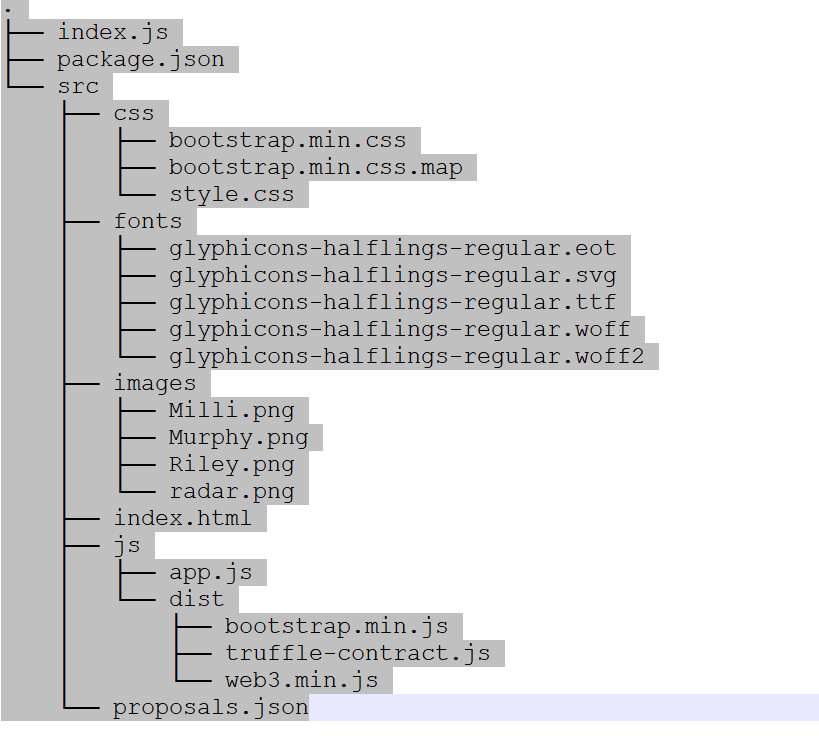 .
├── index.js
├── package.json
└── src
    ├── css
    │   ├── bootstrap.min.css
    │   ├── bootstrap.min.css.map
    │   └── style.css
    ├── fonts
    │   ├── glyphicons-halflings-regular.eot
    │   ├── glyphicons-halflings-regular.svg
    │   ├── glyphicons-halflings-regular.ttf
    │   ├── glyphicons-halflings-regular.woff
    │   └── glyphicons-halflings-regular.woff2
    ├── images
    │   ├── Milli.png
    │   ├── Murphy.png
    │   ├── Riley.png
    │   └── radar.png
    ├── index.html
    ├── js
    │   ├── app.js
    │   └── dist
    │       ├── bootstrap.min.js
    │       ├── truffle-contract.js
    │       └── web3.min.js
    └── proposals.json